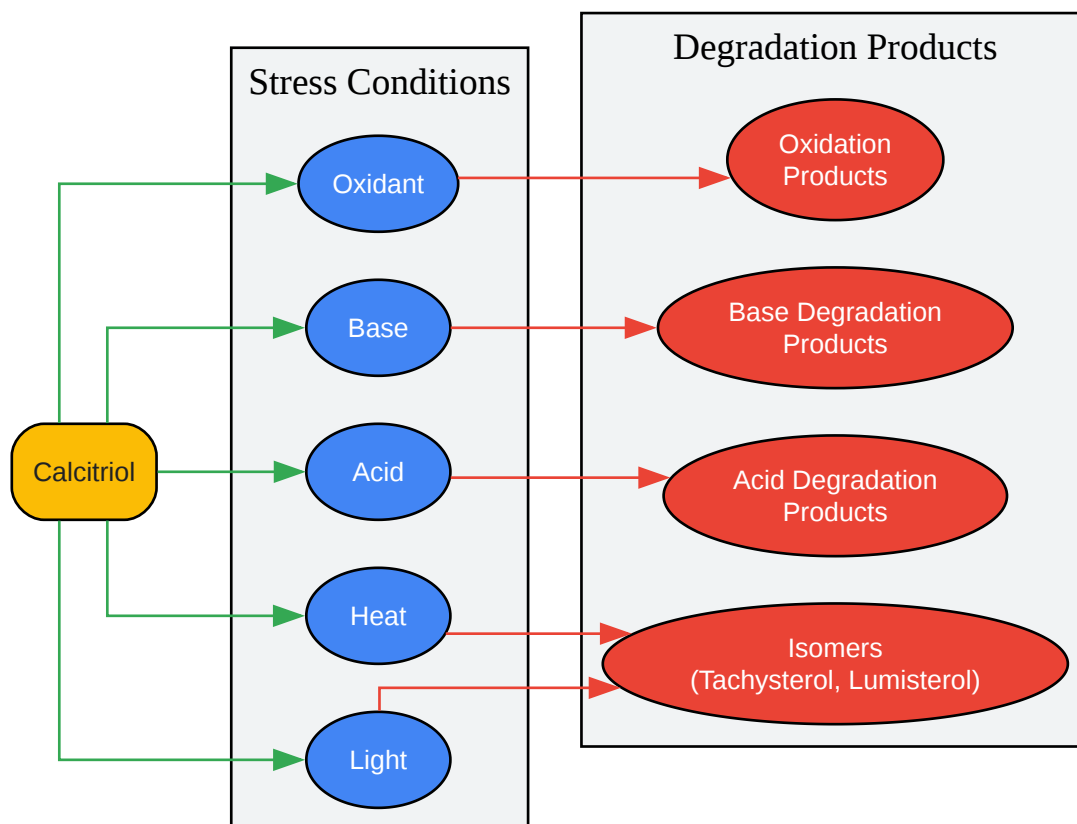 Degradation Products
Stress Conditions
Oxidation
Products
Oxidant
Base Degradation
Products
Base
Calcitriol
Acid
Acid Degradation
Products
Heat
Isomers
(Tachysterol, Lumisterol)
Light